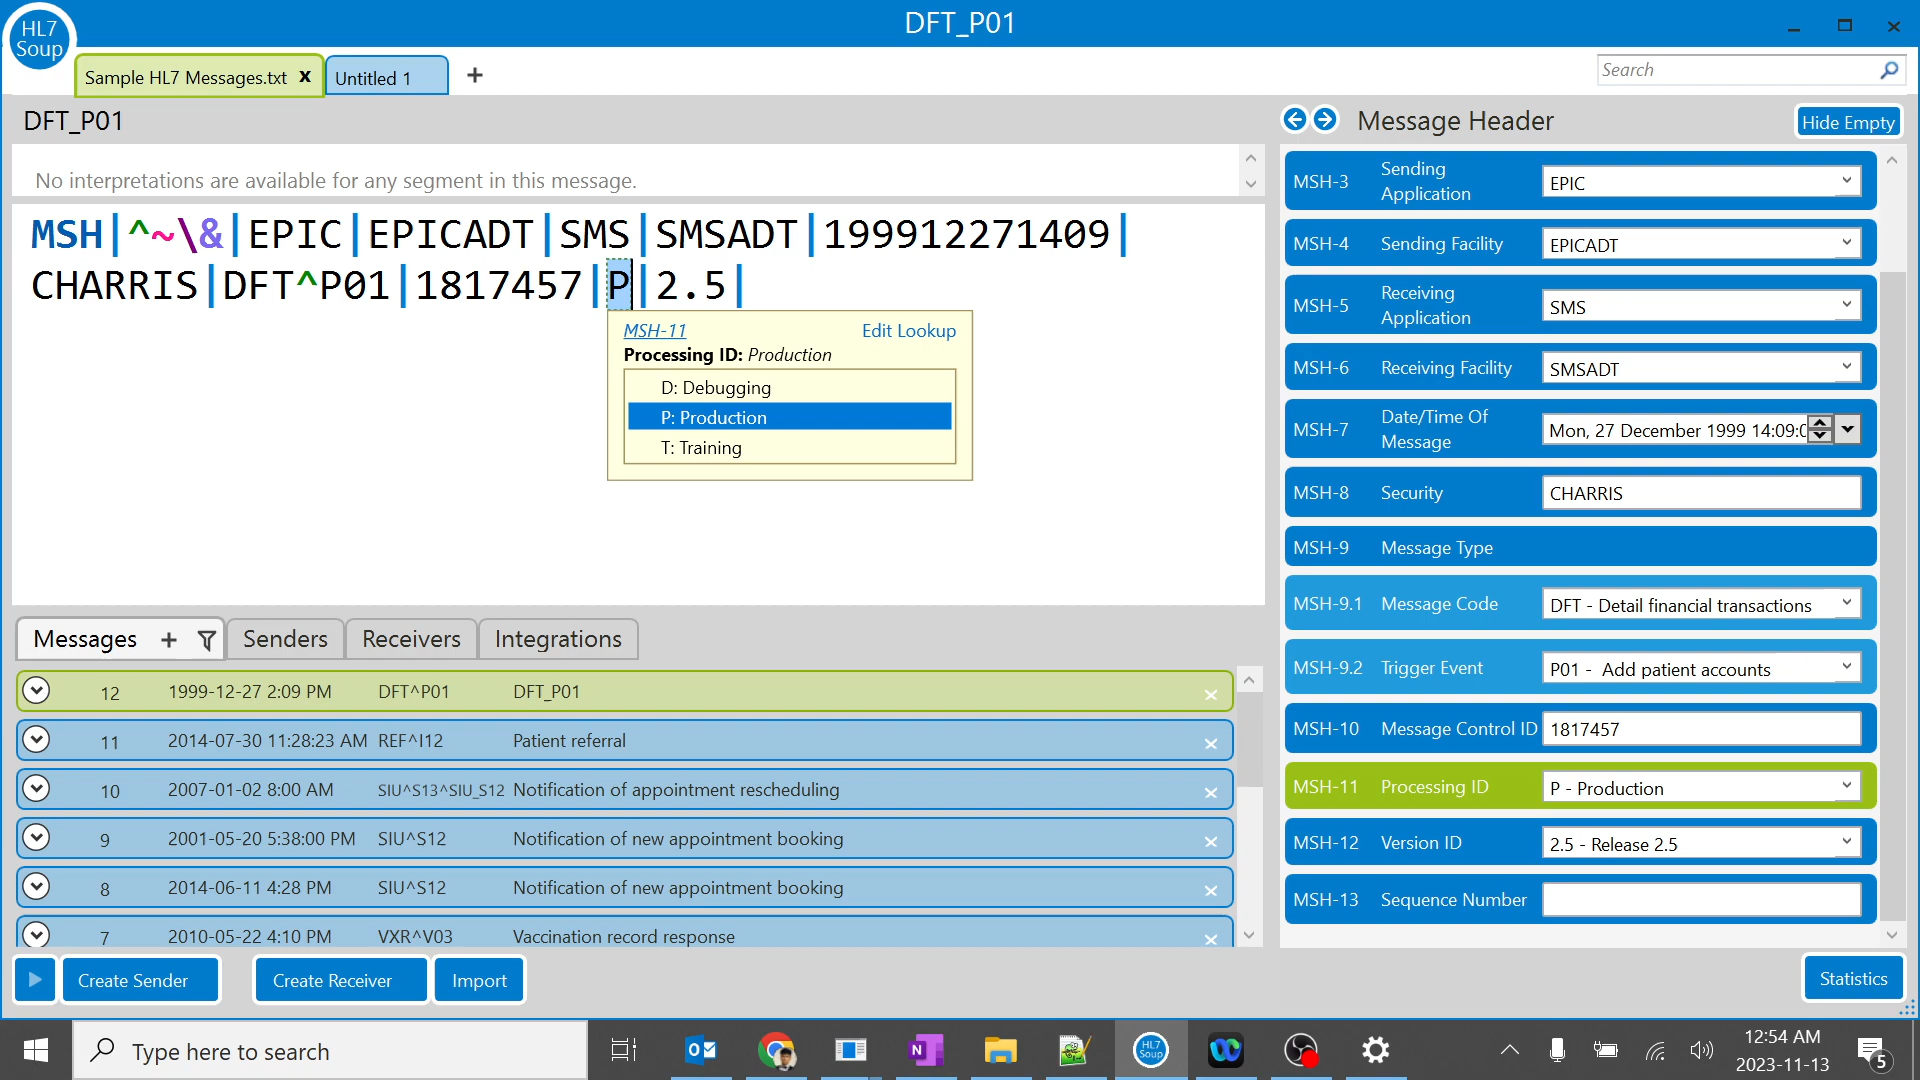 HL7
Soup
DFT_P01
Sample HL7 Messages.txt x
Untitled 1
+
Search
DFT_P01
No interpretations are available for any segment in this message.
MSH|^~\&|EPIC|EPICADT|SMS|SMSADT|199912271409|
CHARRIS|DFT^P01|1817457|P|2.5|
MSH-11 Edit Lookup
Processing ID: Production
D: Debugging
P: Production
T: Training
Message Header
Hide Empty
MSH-3 Sending Application EPIC
MSH-4 Sending Facility EPICADT
MSH-5 Receiving Application SMS
MSH-6 Receiving Facility SMSADT
MSH-7 Date/Time Of Message Mon, 27 December 1999 14:09:0
MSH-8 Security CHARRIS
MSH-9 Message Type
MSH-9.1 Message Code DFT - Detail financial transactions
MSH-9.2 Trigger Event P01 - Add patient accounts
MSH-10 Message Control ID 1817457
MSH-11 Processing ID P - Production
MSH-12 Version ID 2.5 - Release 2.5
MSH-13 Sequence Number
Messages + Senders Receivers Integrations
12 1999-12-27 2:09 PM DFT^P01 DFT_P01
11 2014-07-30 11:28:23 AM REF^I12 Patient referral
10 2007-01-02 8:00 AM SIU^S13^SIU_S12 Notification of appointment rescheduling
9 2001-05-20 5:38:00 PM SIU^S12 Notification of new appointment booking
8 2014-06-11 4:28 PM SIU^S12 Notification of new appointment booking
7 2010-05-22 4:10 PM VXR^V03 Vaccination record response
Create Sender Create Receiver Import
Statistics
Type here to search
HL7
Soup
12:54 AM
2023-11-13
5